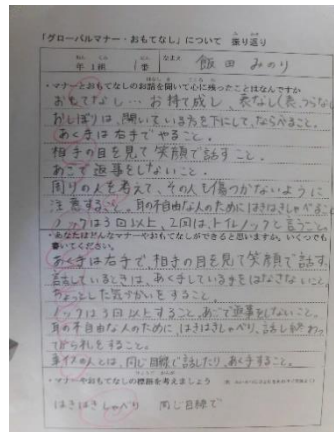 「グローバルマナー・おもてなし」について 振り返り
年 1組 1番 なまえ 飯田 みのり
・マナーとおもてなしのお話を聞いて心に残ったことはなんですか
おもてなし…お持て成し、表なし(表、うらなし
おしぼりは、開いている方を下にして、ならべること。
あく手は右手でやること。
相手の目を見て笑顔で話すこと。
あごで返事をしないこと。
周りの人を考えて、その人も傷つかないように
注意すること。耳の不自由な人のためにはきはきしゃべること
ノックは3回以上、2回は、トイレノックと言うこと。
・あなたはどんなマナーやおもてなしができると思いますか。いくつでも
書いてください。
あく手は右手で、相手の目を見て笑顔で話す。
話をしているときは、あく手している手をはなさないこと。
ちょっとした気づかいをすること。
ノックは3回以上すること。あごで返事をしないこと。
耳の不自由な人のために、はきはきしゃべり、話し終わっ
てから礼をすること。
車イスの人とは、同じ目線で話したり、あく手すること。
・マナーやおもてなしの標語を考えましょう
はきはきしゃべり 同じ目線で